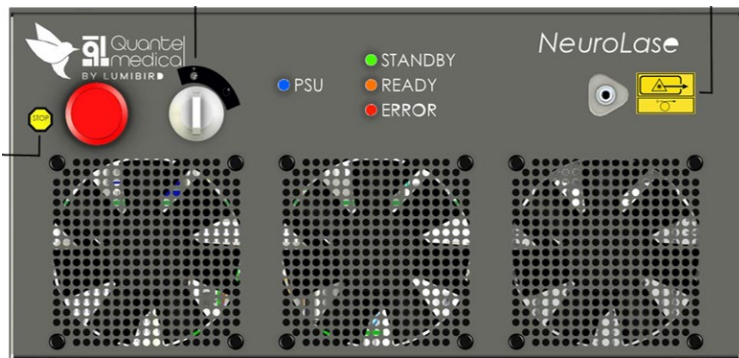 Quantel
medical
BY LUMIBIRD
NeuroLase
STANDBY
PSU
READY
ERROR
STOP